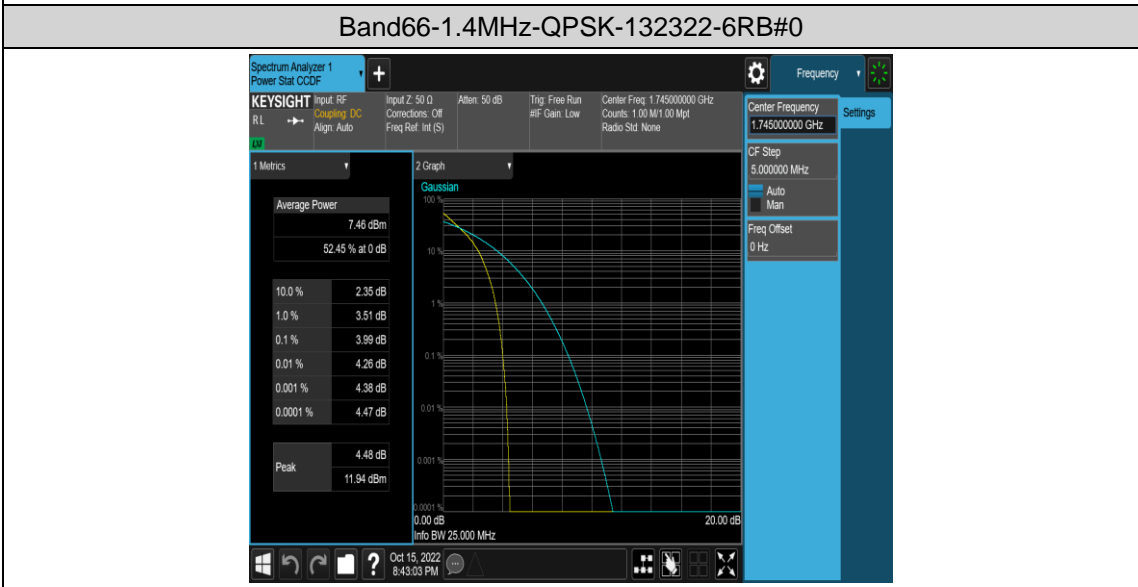 Band66-1.4MHz-QPSK-132322-6RB#0
Spectrum Analyzer 1
Power Stat CCDF
+
Frequency
KEYSIGHT Input: RF Input Z: 50 Ω Atten: 50 dB Trig: Free Run Center Freq: 1.745000000 GHz
RL Coupling: DC Corrections: Off #IF Gain: Low Counts: 1.00 M/1.00 Mpt
Align: Auto Freq Ref: Int (S) Radio Std: None
Center Frequency
1.745000000 GHz
Settings
CF Step
5.000000 MHz
Auto
Man
Freq Offset
0 Hz
1 Metrics
Average Power
7.46 dBm
52.45 % at 0 dB
10.0 % 2.35 dB
1.0 % 3.51 dB
0.1 % 3.99 dB
0.01 % 4.26 dB
0.001 % 4.38 dB
0.0001 % 4.47 dB
Peak
4.48 dB
11.94 dBm
2 Graph
Gaussian
100 %
10 %
1 %
0.1 %
0.01 %
0.001 %
0.0001 %
0.00 dB 20.00 dB
Info BW 25.000 MHz
? Oct 15, 2022
8:43:03 PM